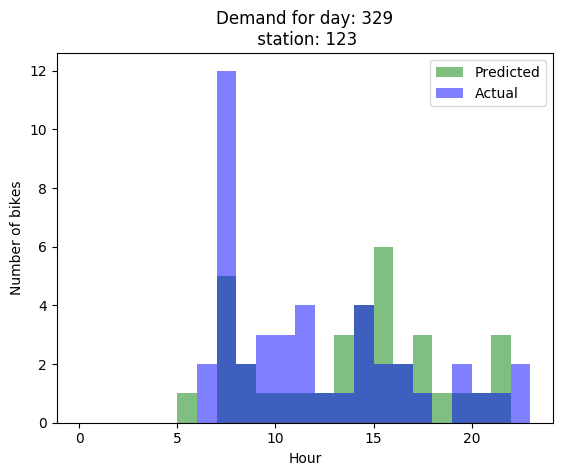 Demand for day: 329
station: 123
Predicted
Actual
Number of bikes
12
10
8
6
4
2
0
0
5
10
15
20
Hour